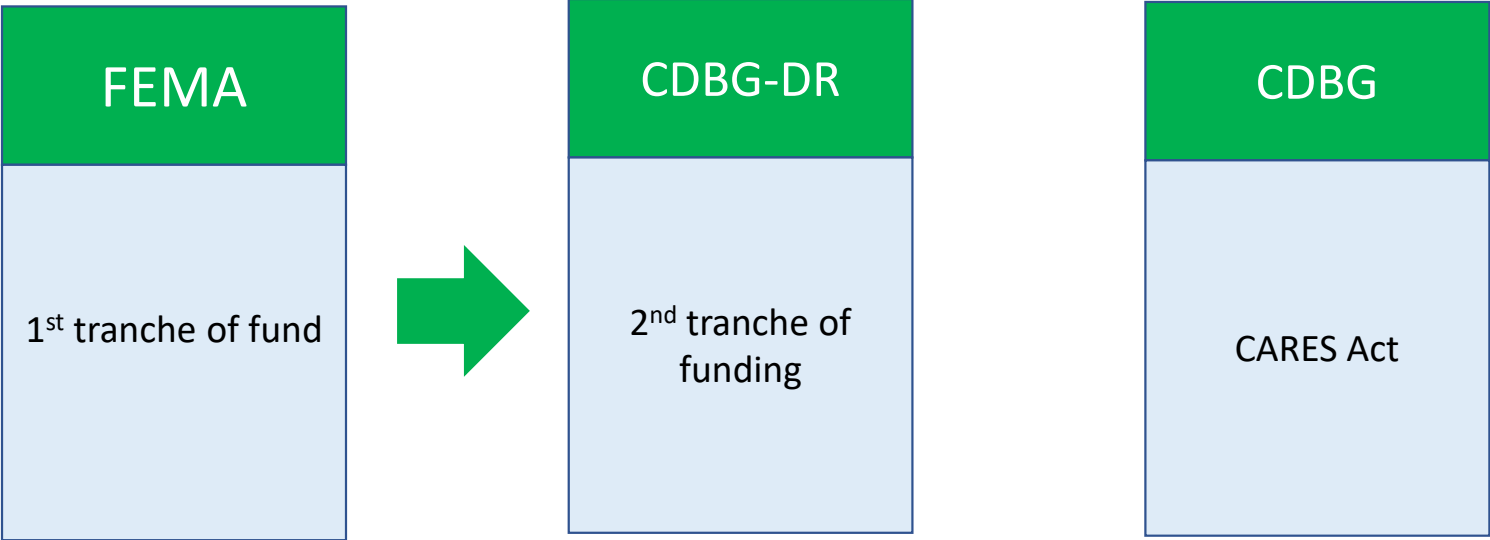 FEMA
1st tranche of fund
CDBG-DR
2nd tranche of
funding
CDBG
CARES Act